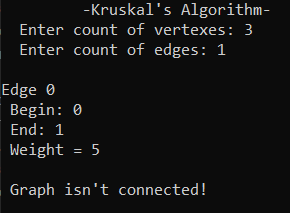 -Kruskal's Algorithm-
Enter count of vertexes: 3
Enter count of edges: 1
Edge 0
Begin: 0
End: 1
Weight = 5
Graph isn't connected!